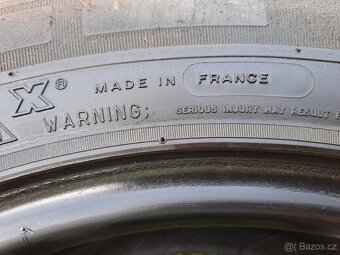 X® MADE IN FRANCE
WARNING: SERIOUS INJURY MAY RESULT F
© Bazos.cz